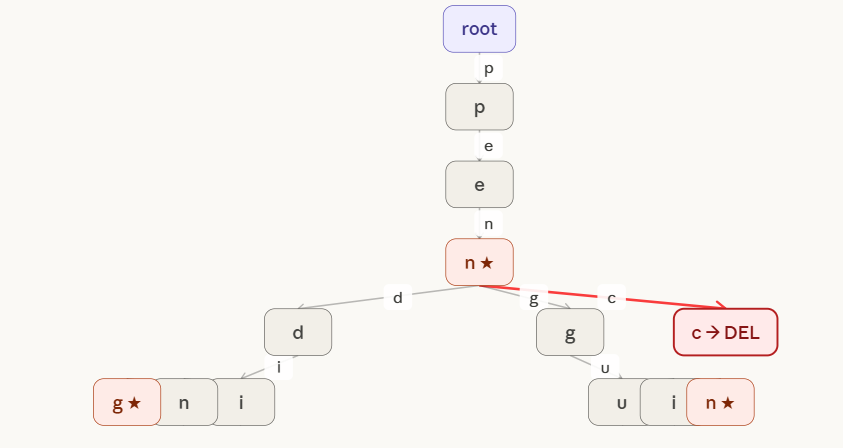 root
p
p
e
e
n
n ★
d g c
d g c → DEL
i u
g ★ n i u i n ★